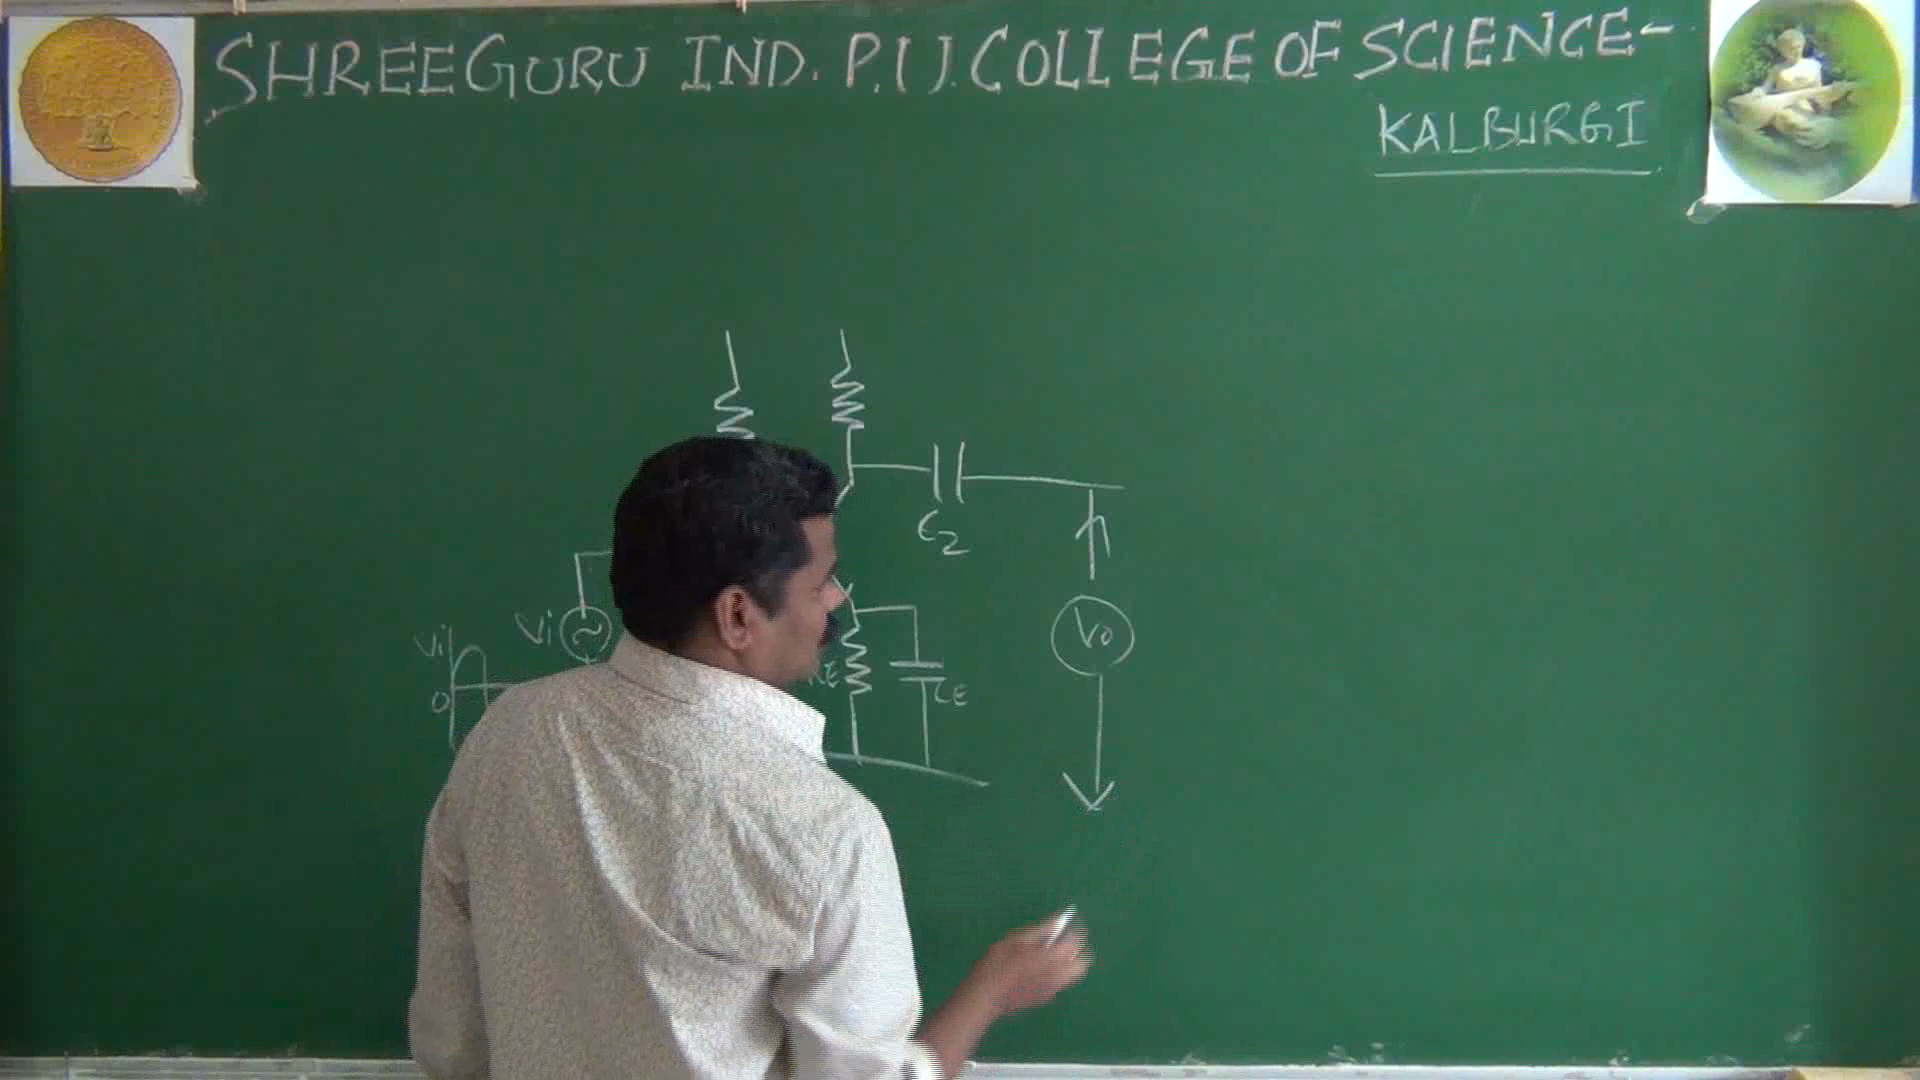 SHREEGURU IND. P.U.COLLEGE OF SCIENCE-
KALBURGI
C2
Vi
Vi
0
RE
CE
Vo